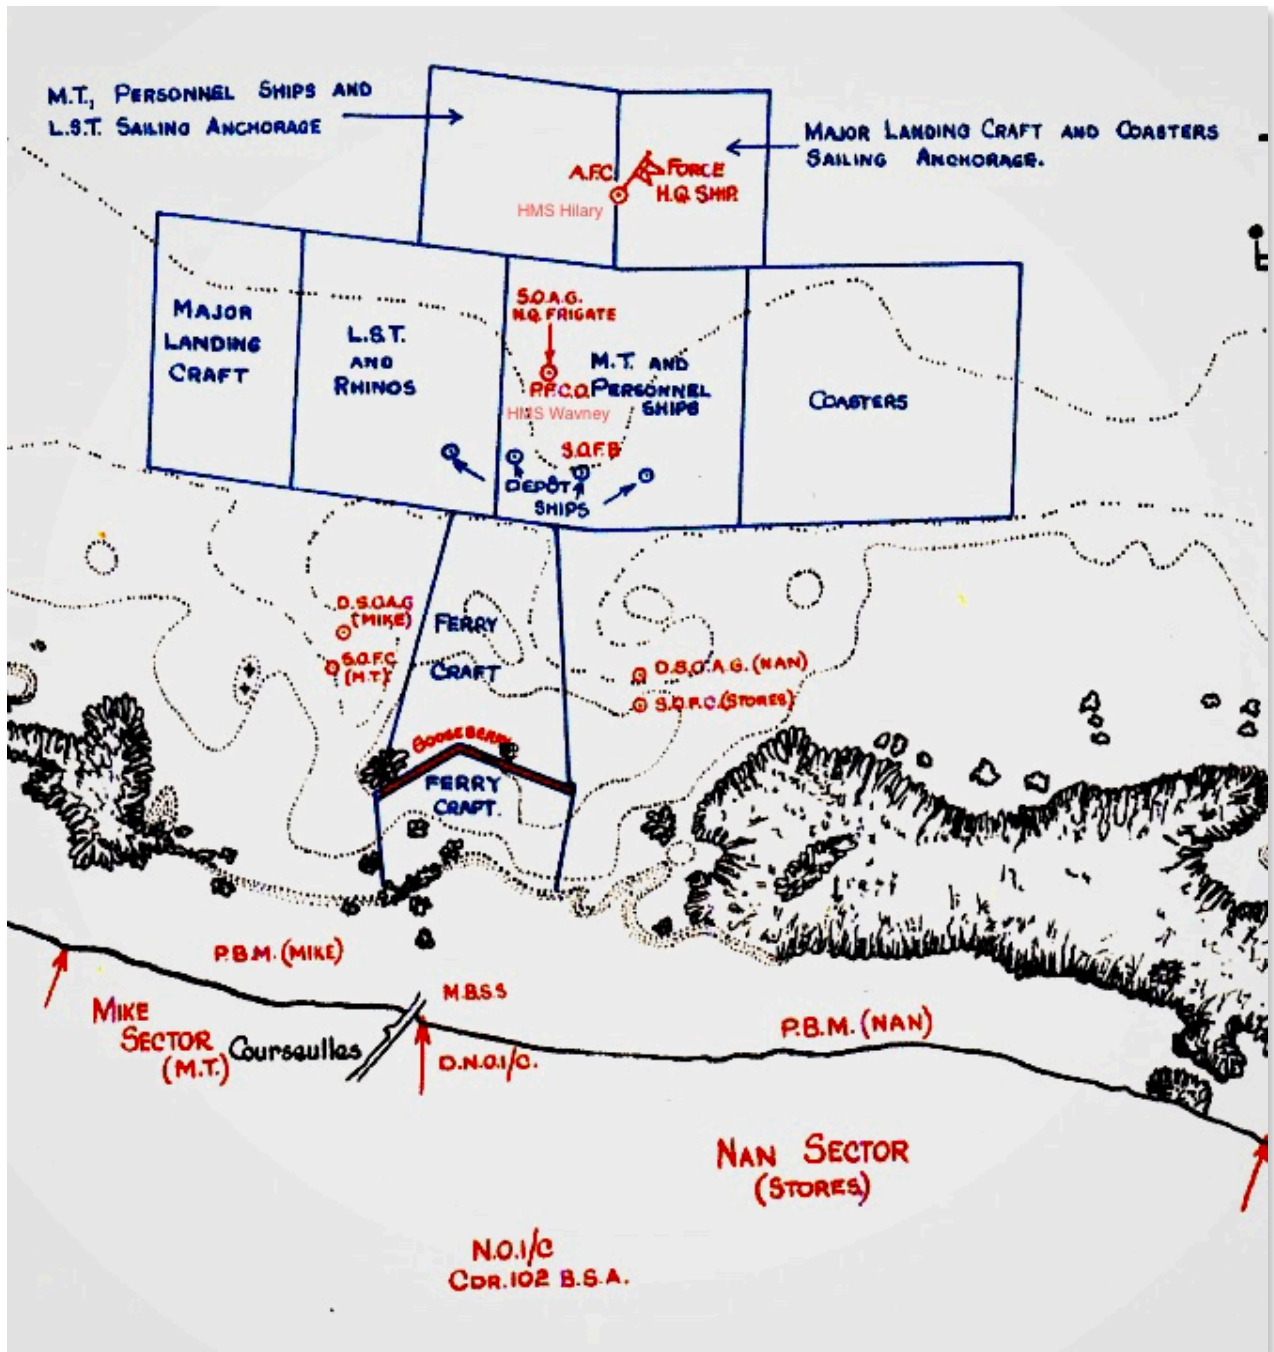 M.T., PERSONNEL SHIPS AND
L.S.T. SAILING ANCHORAGE
MAJOR LANDING CRAFT AND COASTERS
SAILING ANCHORAGE.
A.F.C.
FORCE
H.Q. SHIP.
HMS Hilary
MAJOR
LANDING
CRAFT
L.S.T.
AND
RHINOS
S.O.A.G.
H.Q. FRIGATE
P.F.C.O.
HMS Wavney
M.T. AND
PERSONNEL
SHIPS
S.O.F.B
DEPOT
SHIPS
COASTERS
D.S.O.A.G
(MIKE)
S.O.F.C
(M.T.)
FERRY
CRAFT
D.S.O.A.G. (NAN)
S.O.F.C. (STORES)
GOOSEBERRY
FERRY
CRAFT.
P.B.M. (MIKE)
M.B.S.S
P.B.M. (NAN)
MIKE
SECTOR
(M.T.)
Courseulles
D.N.O.I/C.
NAN SECTOR
(STORES)
N.O.I/C
CDR. 102 B.S.A.